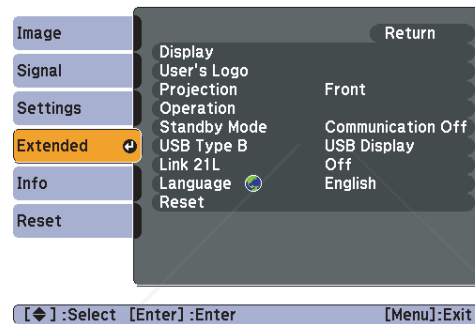 Image
Signal
Settings
Extended
Info
Reset
Return
Display
User's Logo
Projection Front
Operation
Standby Mode Communication Off
USB Type B USB Display
Link 21L Off
Language English
Reset
[ ] :Select [Enter] :Enter [Menu]:Exit